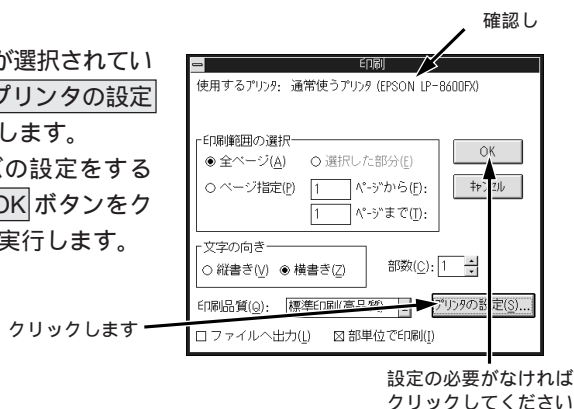 確認し
が選択されてい
プリンタの設定
します。
の設定をする
OK ボタンをク
実行します。
クリックします
印刷
使用するプリンタ: 通常使うプリンタ (EPSON LP-8600FX)
印刷範囲の選択
全ページ(A) 選択した部分(E)
ページ指定(P) 1 ページから(F):
1 ページまで(T):
OK
キャンセル
文字の向き
縦書き(V) 横書き(Z)
部数(C): 1
印刷品質(Q): 標準印刷(高品質) プリンタの設定(S)...
ファイルへ出力(L) 部単位で印刷(I)
設定の必要がなければ
クリックしてください